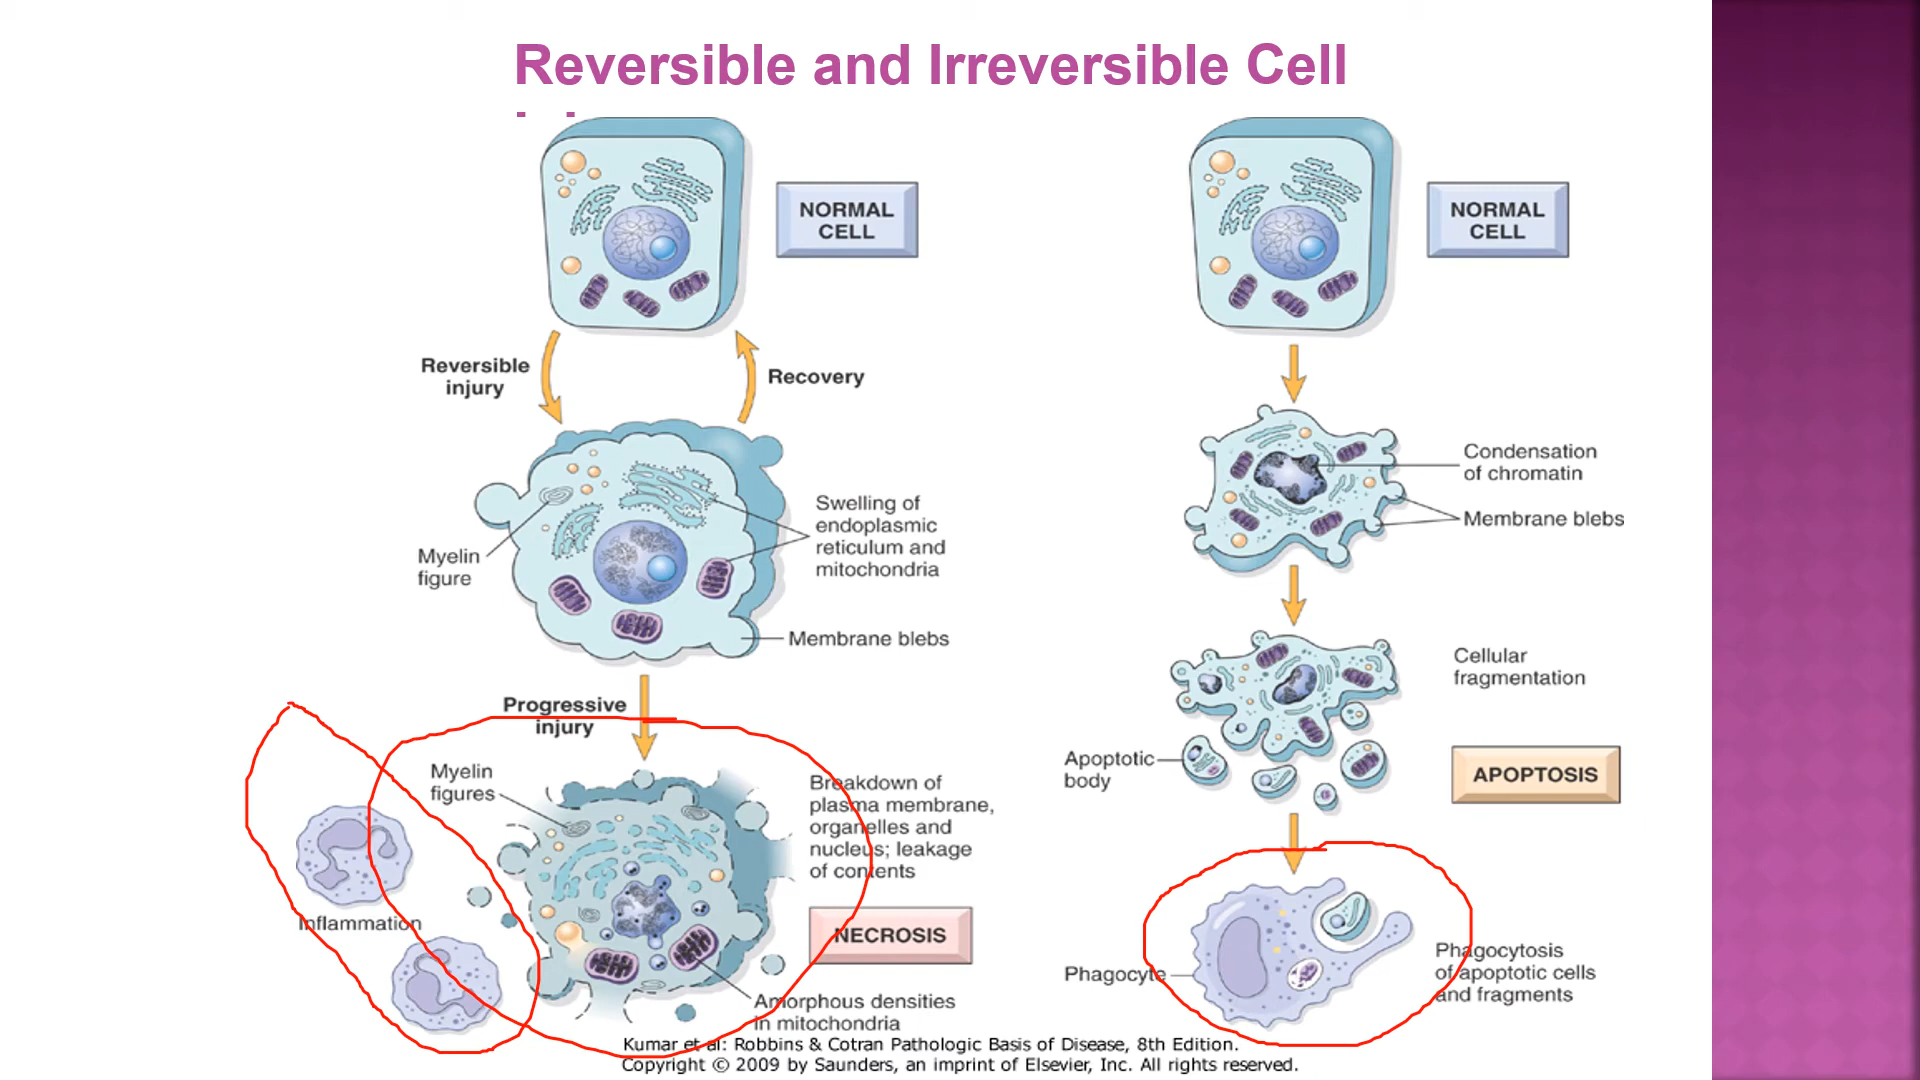 Reversible and Irreversible Cell
NORMAL
CELL
Reversible
injury
Recovery
Myelin
figure
Swelling of
endoplasmic
reticulum and
mitochondria
Membrane blebs
Progressive
injury
Myelin
figures
Breakdown of
plasma membrane,
organelles and
nucleus; leakage
of contents
Inflammation
NECROSIS
Amorphous densities
in mitochondria
NORMAL
CELL
Condensation
of chromatin
Membrane blebs
Cellular
fragmentation
Apoptotic
body
APOPTOSIS
Phagocyte
Phagocytosis
of apoptotic cells
and fragments
Kumar et al: Robbins & Cotran Pathologic Basis of Disease, 8th Edition.
Copyright © 2009 by Saunders, an imprint of Elsevier, Inc. All rights reserved.